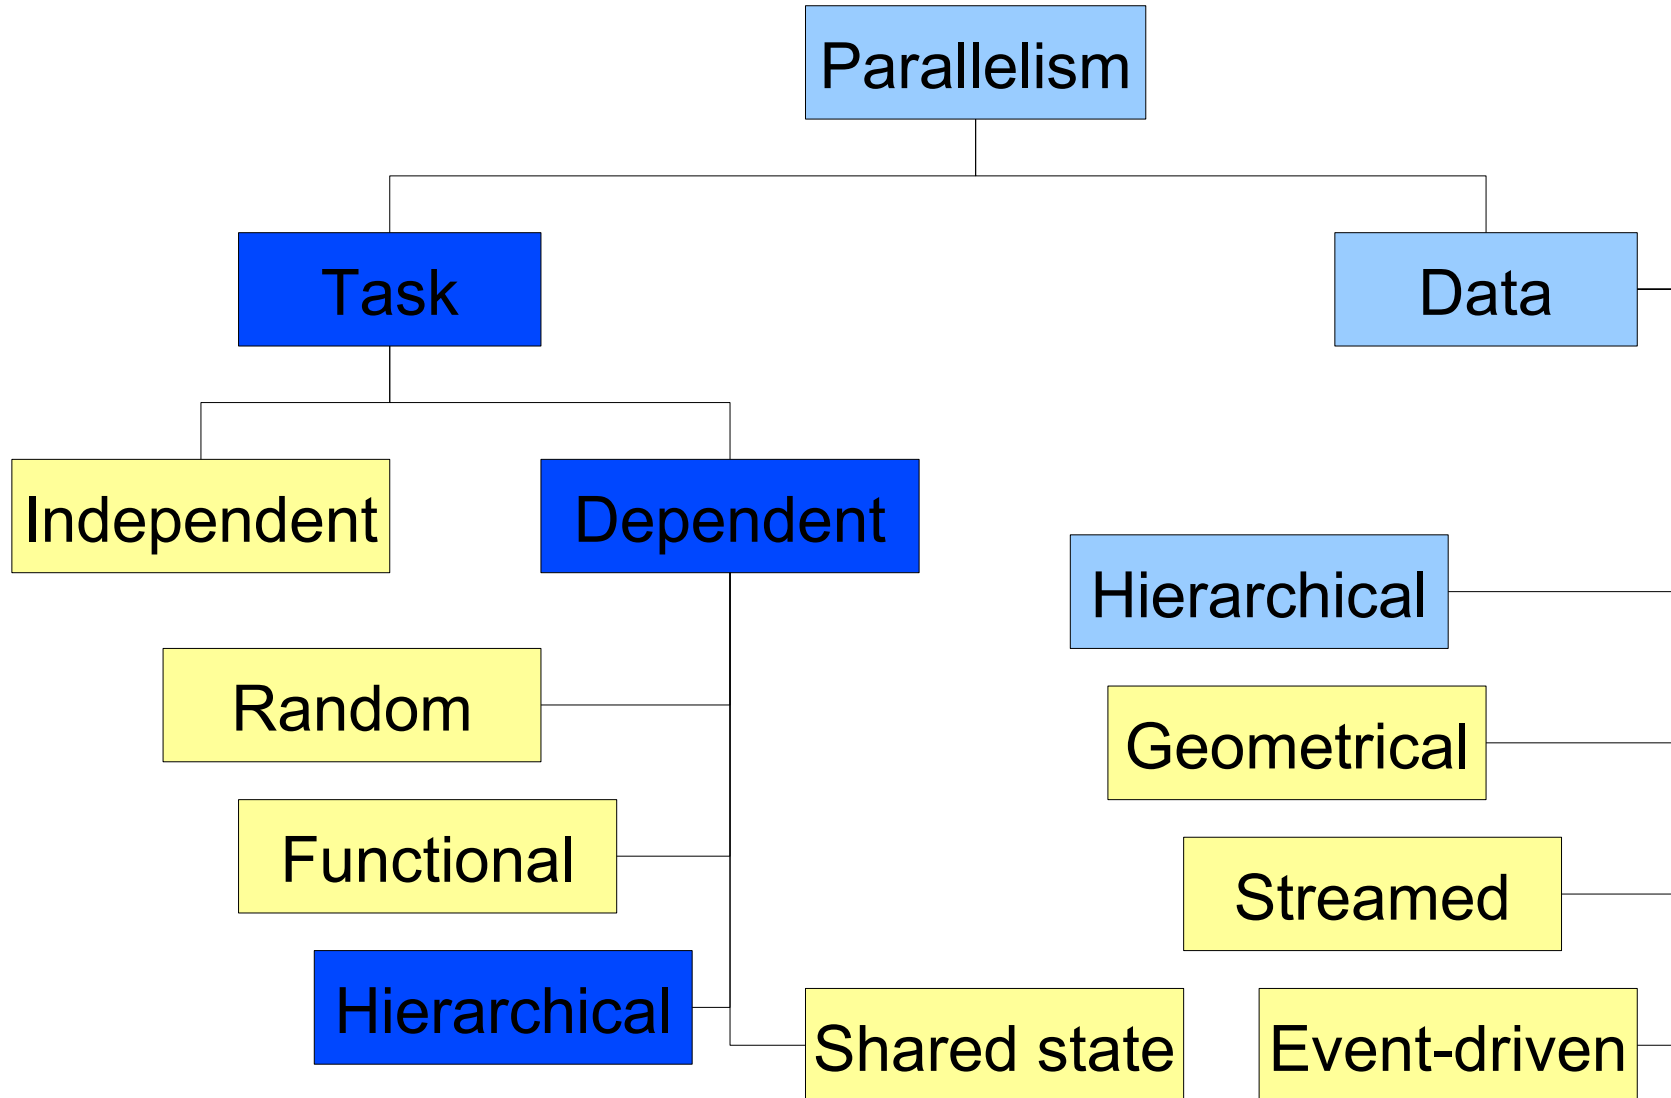 Parallelism
Task
Data
Independent
Dependent
Hierarchical
Random
Geometrical
Functional
Streamed
Hierarchical
Shared state
Event-driven